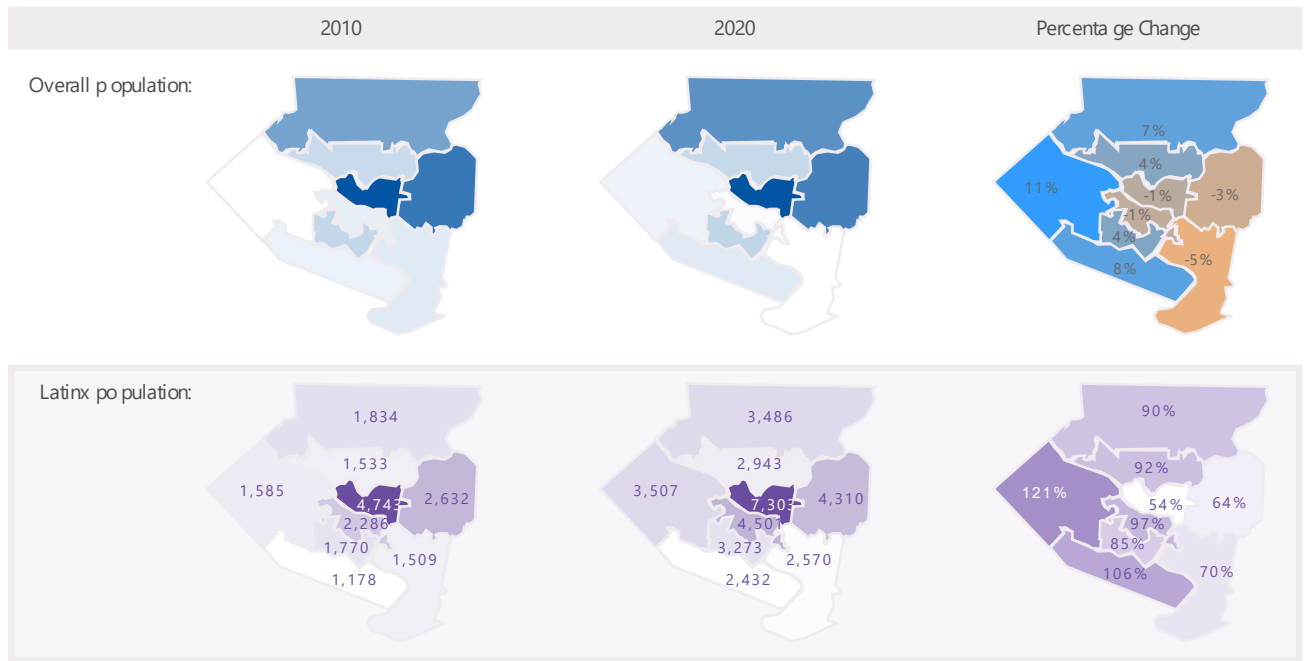 2010 2020 Percenta ge Change
Overall p opulation:
7%
4%
11%
-1%
-3%
-1%
4%
-5%
8%
Latinx po pulation:
1,834 3,486 90%
1,533 2,943 92%
1,585 3,507 121%
4,743 2,632 7,303 4,310 54% 64%
2,286 4,501 97%
1,770 3,273 85%
1,509 2,570 70%
1,178 2,432 106%